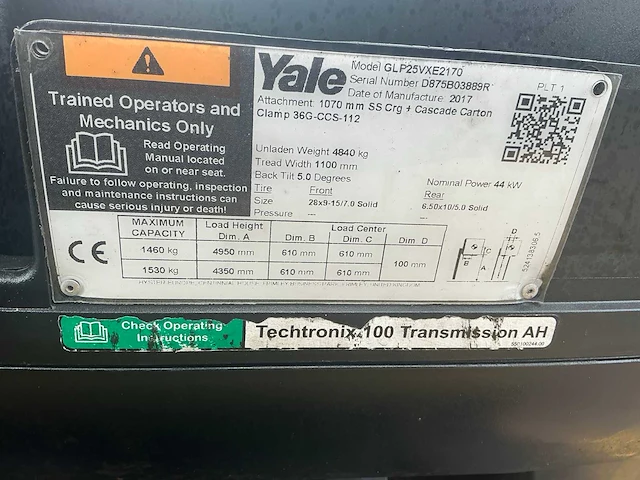 Trained Operators and
Mechanics Only
Read Operating
Manual located
on or near seat.
Failure to follow operating, inspection
and maintenance instructions can
cause serious injury or death!
Yale
Model GLP25VXE2170
Serial Number D875B03889R
Date of Manufacture 2017
Attachment: 1070 mm SS Crg + Cascade Carton
Clamp 36G-CCS-112
PLT 1
Unladen Weight 4840 kg
Tread Width 1100 mm
Back Tilt 5.0 Degrees
Nominal Power 44 kW
Tire Front Rear
Size 28x9-15/7.0 Solid 6.50x10/5.0 Solid
Pressure --- ---
CE
MAXIMUM CAPACITY Load Height Dim. A Load Center Dim. B Dim. C Dim D
1460 kg 4950 mm 610 mm 610 mm 100 mm
1530 kg 4350 mm 610 mm 610 mm
D
C
B
A
524138306.5
Check Operating
Instructions
Techtronix 100 Transmission AH
550100244-00